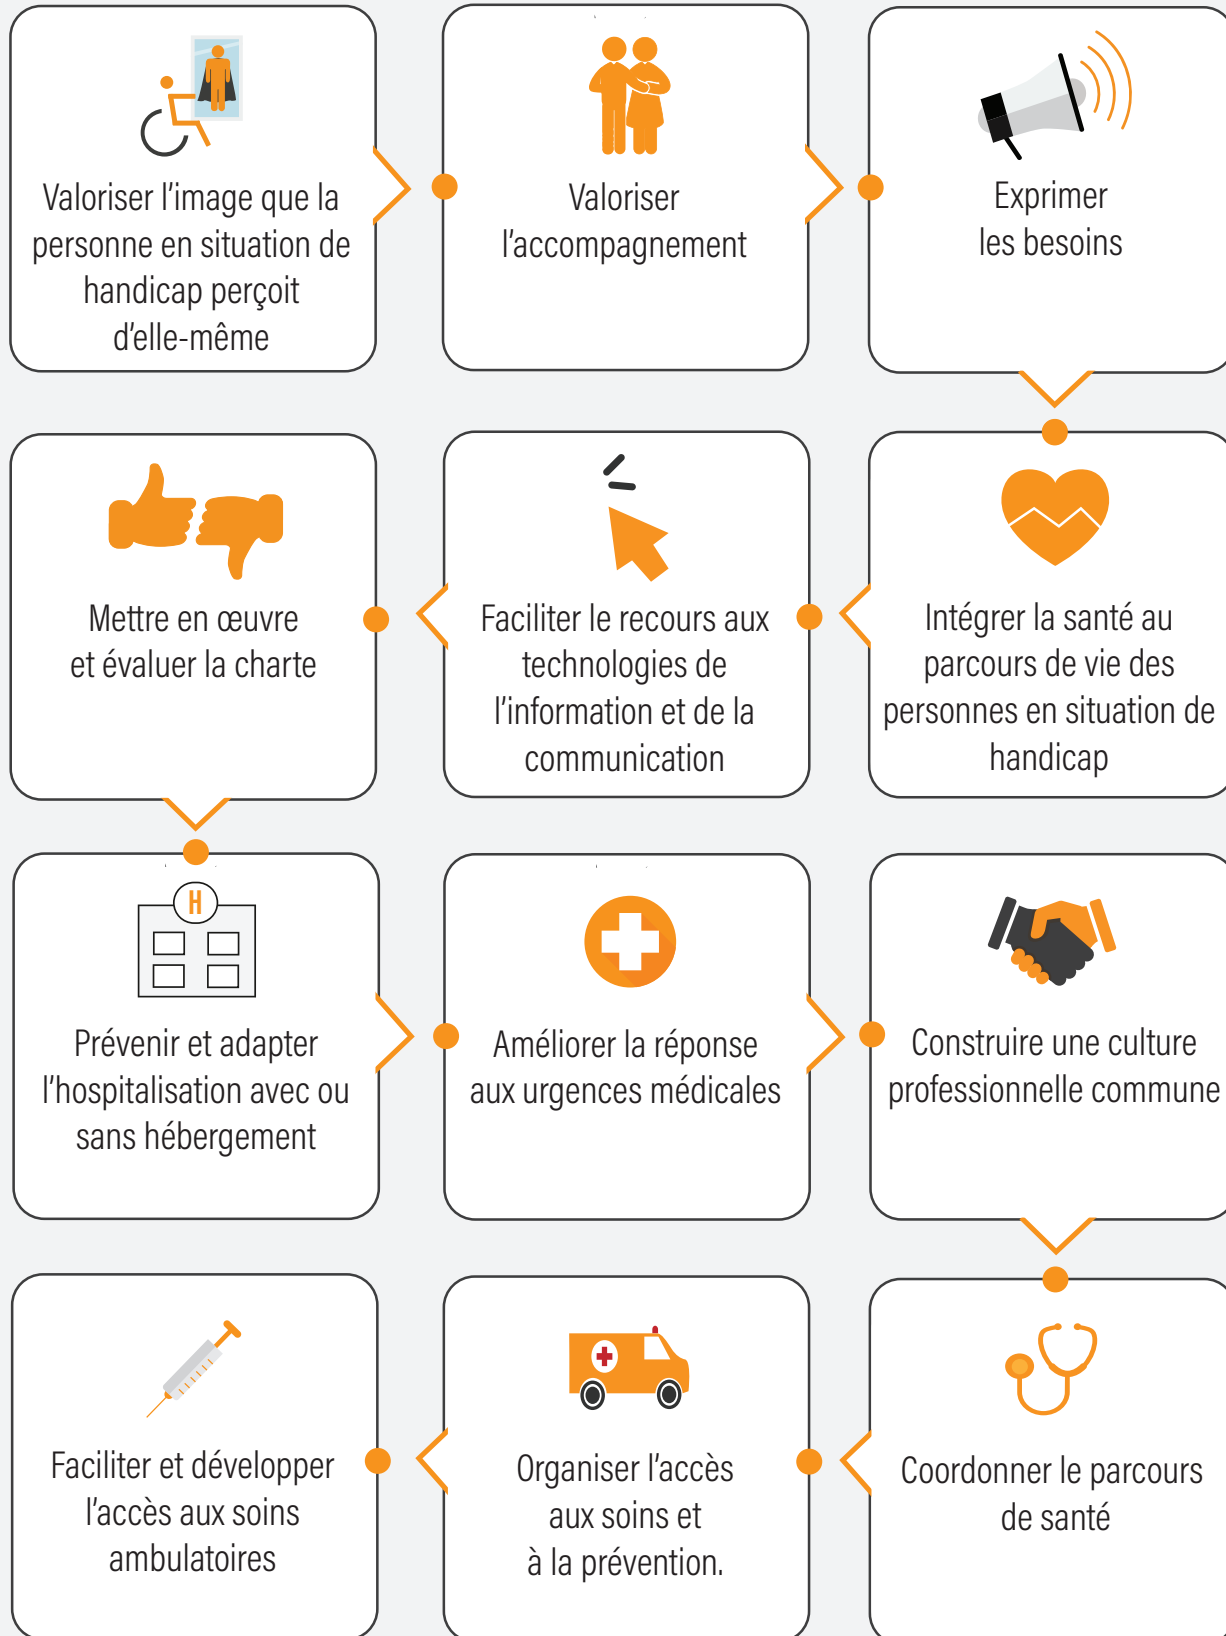 Valoriser l'image que la
personne en situation de
handicap perçoit
d'elle-même
Valoriser
l'accompagnement
Exprimer
les besoins
Mettre en œuvre
et évaluer la charte
Faciliter le recours aux
technologies de
l'information et de la
communication
Intégrer la santé au
parcours de vie des
personnes en situation de
handicap
H
Prévenir et adapter
l'hospitalisation avec ou
sans hébergement
Améliorer la réponse
aux urgences médicales
Construire une culture
professionnelle commune
Faciliter et développer
l'accès aux soins
ambulatoires
Organiser l'accès
aux soins et
à la prévention.
Coordonner le parcours
de santé